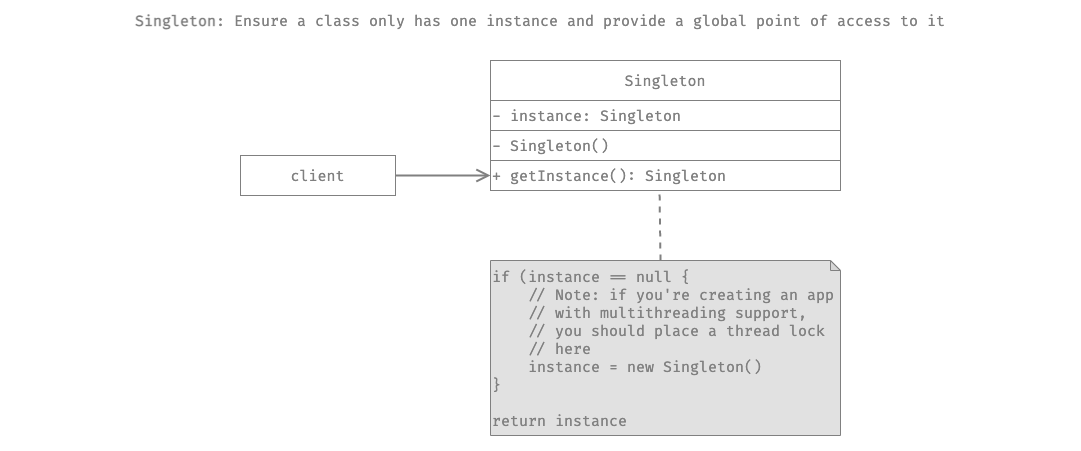 Singleton: Ensure a class only has one instance and provide a global point of access to it
Singleton
- instance: Singleton
- Singleton()
client
+ getInstance(): Singleton
if (instance == null {
    // Note: if you're creating an app
    // with multithreading support,
    // you should place a thread lock
    // here
    instance = new Singleton()
}
return instance